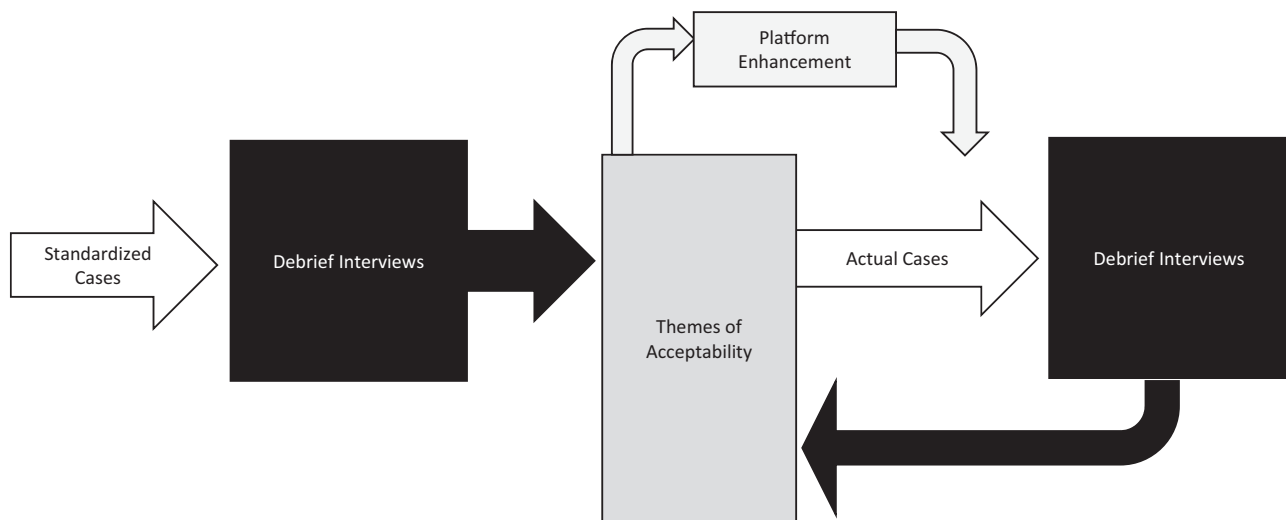 Platform
Enhancement
Standardized
Cases
Debrief Interviews
Themes of
Acceptability
Actual Cases
Debrief Interviews